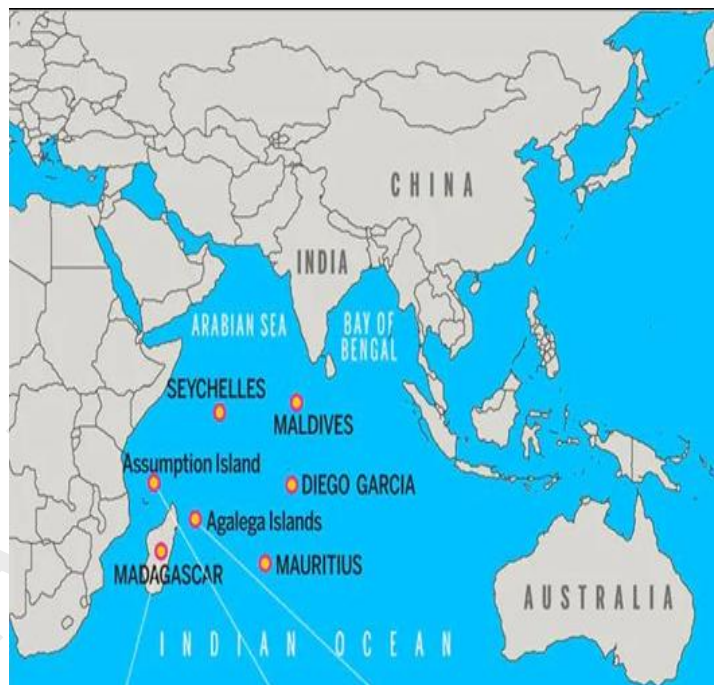 CHINA
INDIA
ARABIAN SEA
BAY OF
BENGAL
SEYCHELLES
MALDIVES
Assumption Island
DIEGO GARCIA
Agalega Islands
MADAGASCAR
MAURITIUS
AUSTRALIA
INDIAN OCEAN